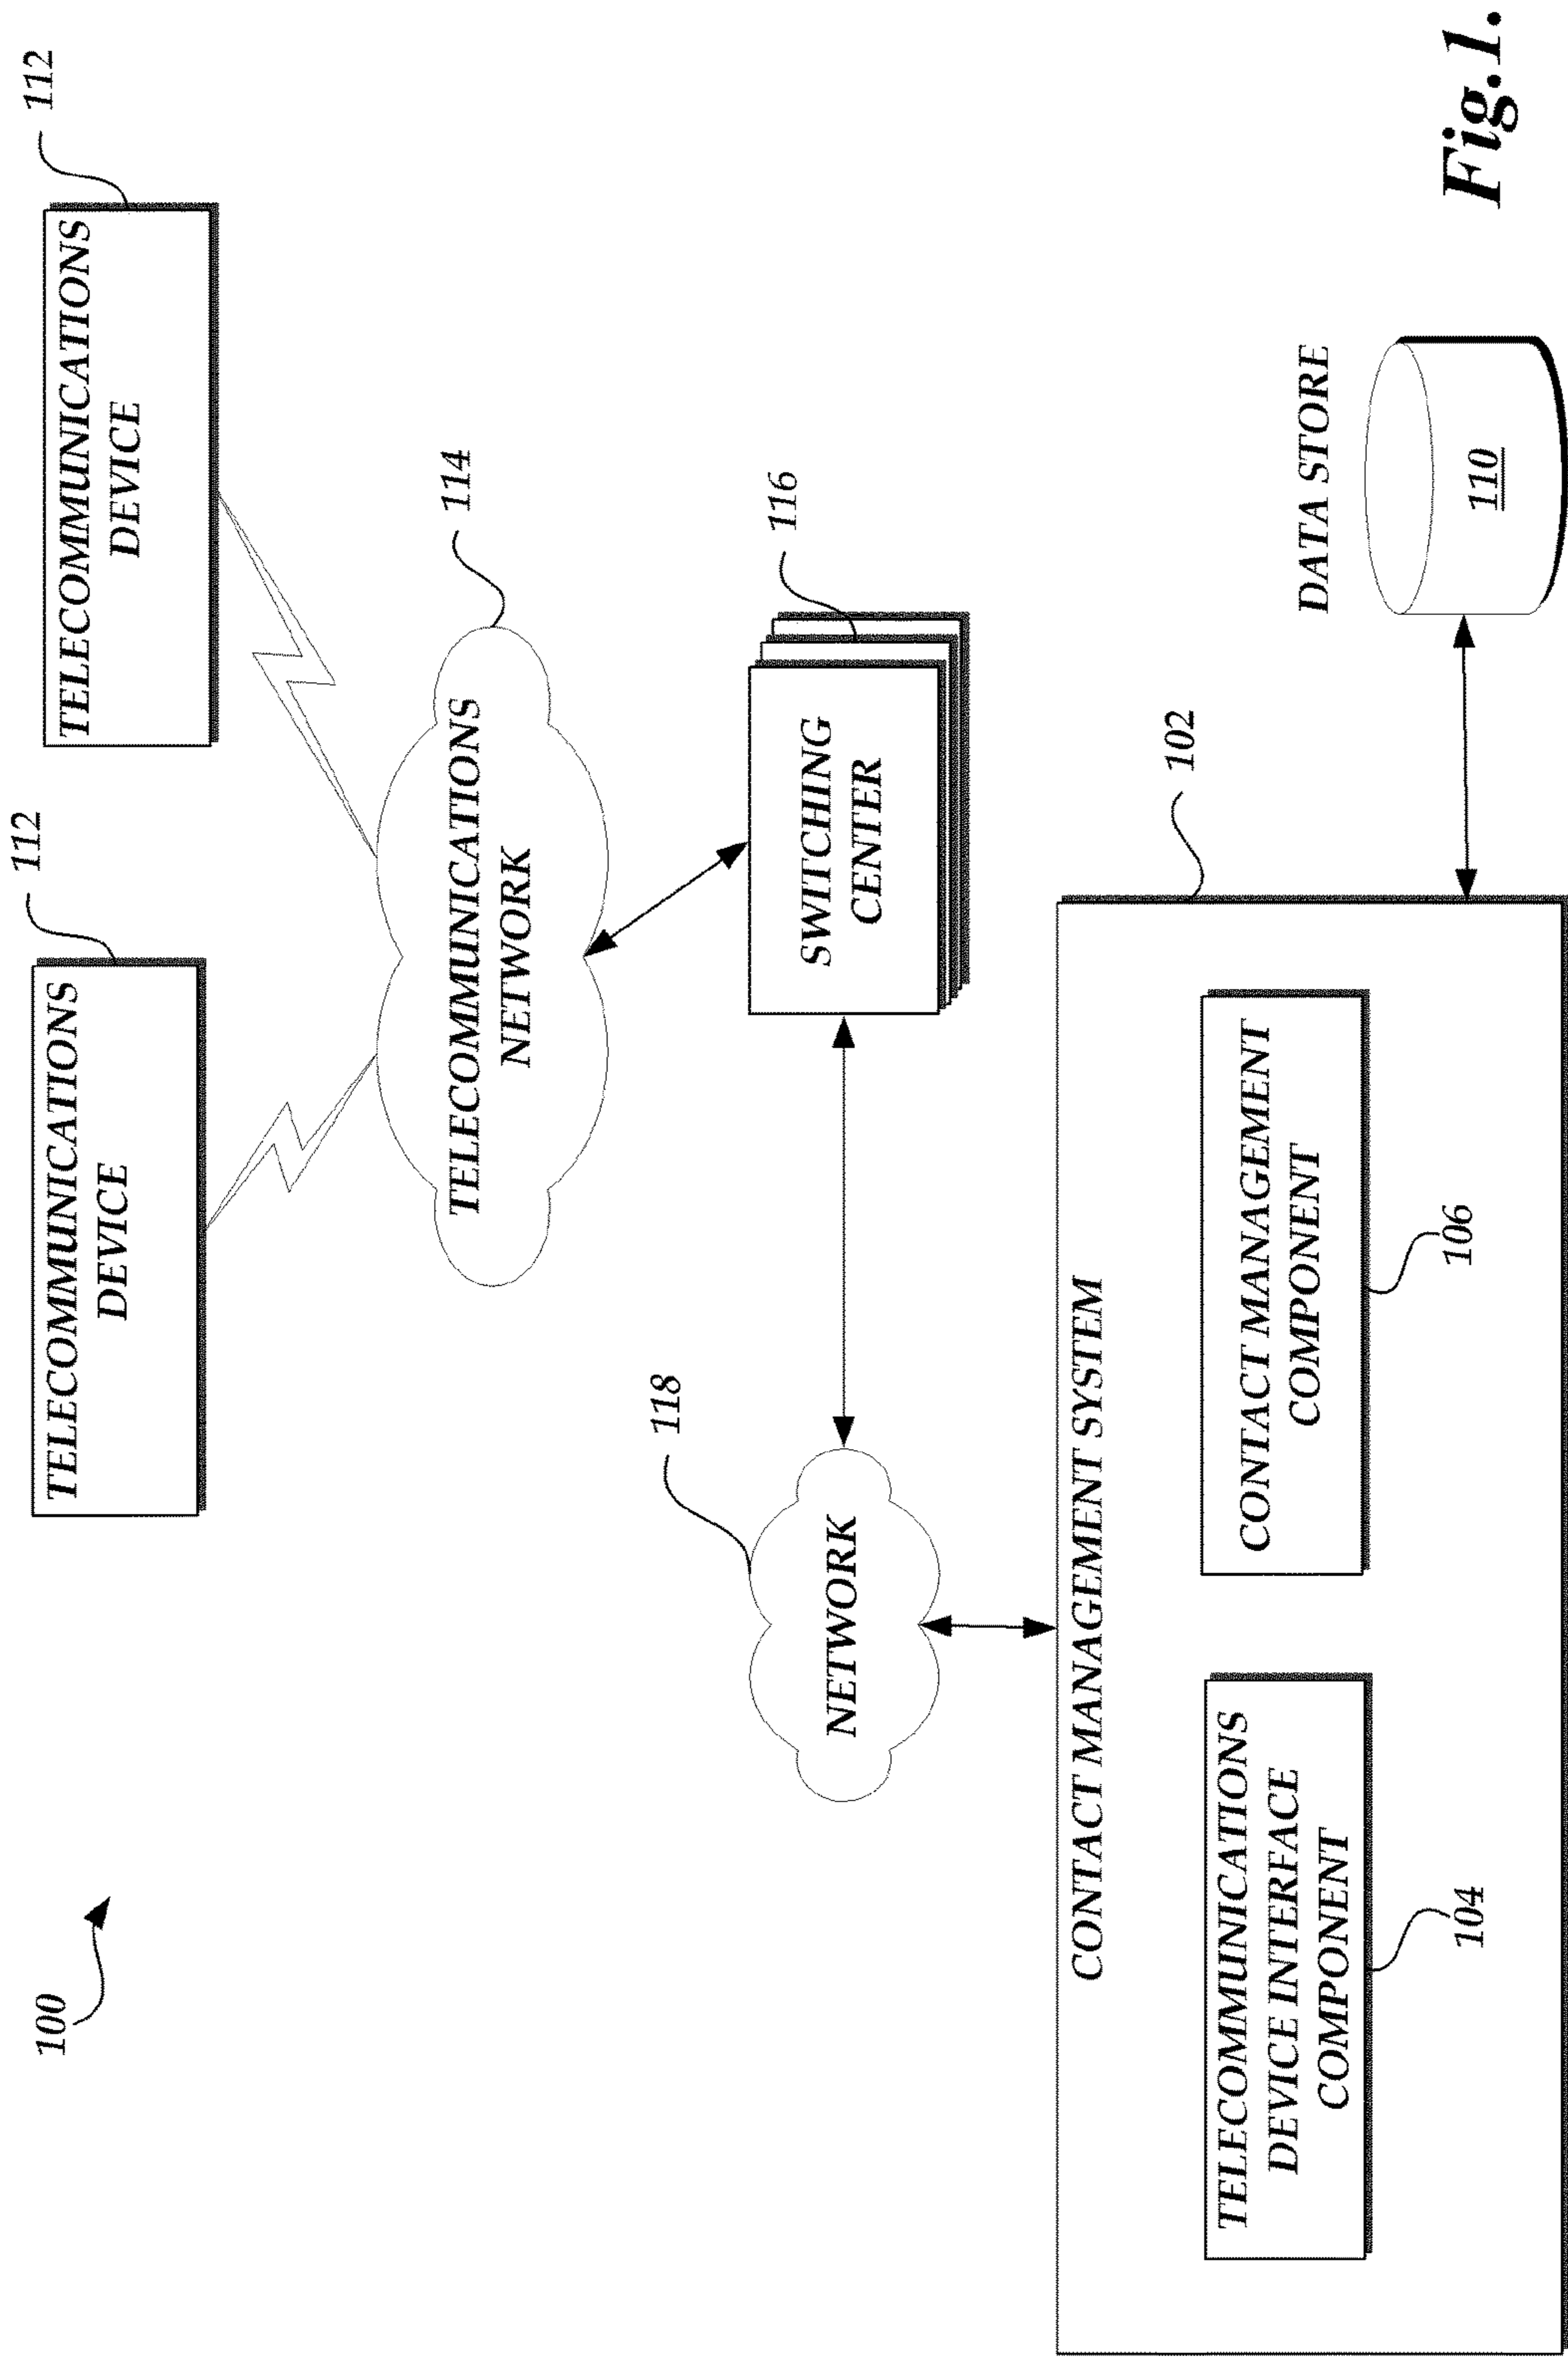 100
112
TELECOMMUNICATIONS
DEVICE
112
TELECOMMUNICATIONS
DEVICE
114
TELECOMMUNICATIONS
NETWORK
118
NETWORK
116
SWITCHING
CENTER
102
CONTACT MANAGEMENT SYSTEM
TELECOMMUNICATIONS
DEVICE INTERFACE
COMPONENT
104
CONTACT MANAGEMENT
COMPONENT
106
DATA STORE
110
Fig.1.